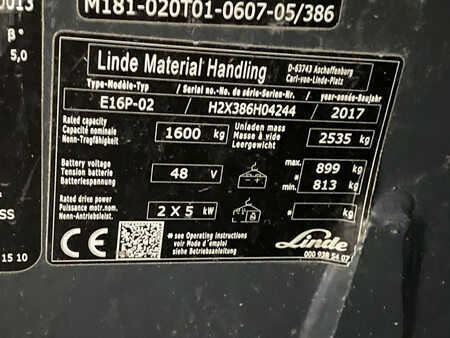 0013
M181-020T01-0607-05/386
β°
5,0
Linde Material Handling
D-63743 Aschaffenburg
Carl-von-Linde-Platz
Type-Modèle-Typ / Serial no.-No. de série-Serien-Nr. / year-année-Baujahr
E16P-02 / H2X386H04244 / 2017
Rated capacity
Capacité nominale
Nenn-Tragfähigkeit
1600 kg
Unladen mass
Masse à vide
Leergewicht
2535 kg
Battery voltage
Tension batterie
Batteriespannung
48 V
max. 899 kg
*
min. 813 kg
Rated drive power
Puissance motr.nom.
Nenn-Antriebsleist.
2 X 5 kW
* kg
CE
* see Operating instructions
voir Mode d'emploi
siehe Betriebsanleitung
Linde
000 938 54 07
SS
15 10